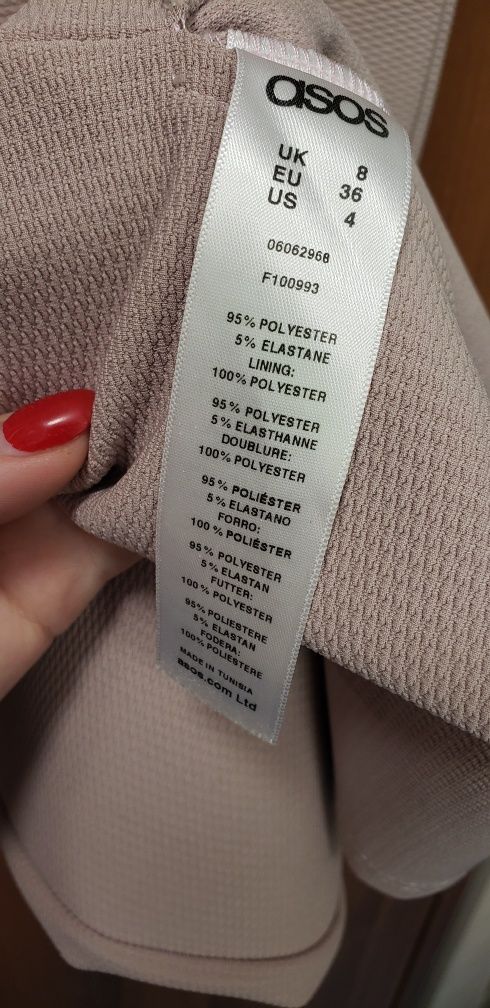 asos
UK 8
EU 36
US 4
06062968
F100993
95% POLYESTER
5% ELASTANE
LINING:
100% POLYESTER
95% POLYESTER
5% ELASTHANNE
DOUBLURE:
100% POLYESTER
95% POLIÉSTER
5% ELASTANO
FORRO:
100% POLIÉSTER
95% POLYESTER
5% ELASTAN
FUTTER:
100% POLYESTER
95% POLIESTERE
5% ELASTAN
FODERA:
100% POLIESTERE
MADE IN TUNISIA
asos.com Ltd